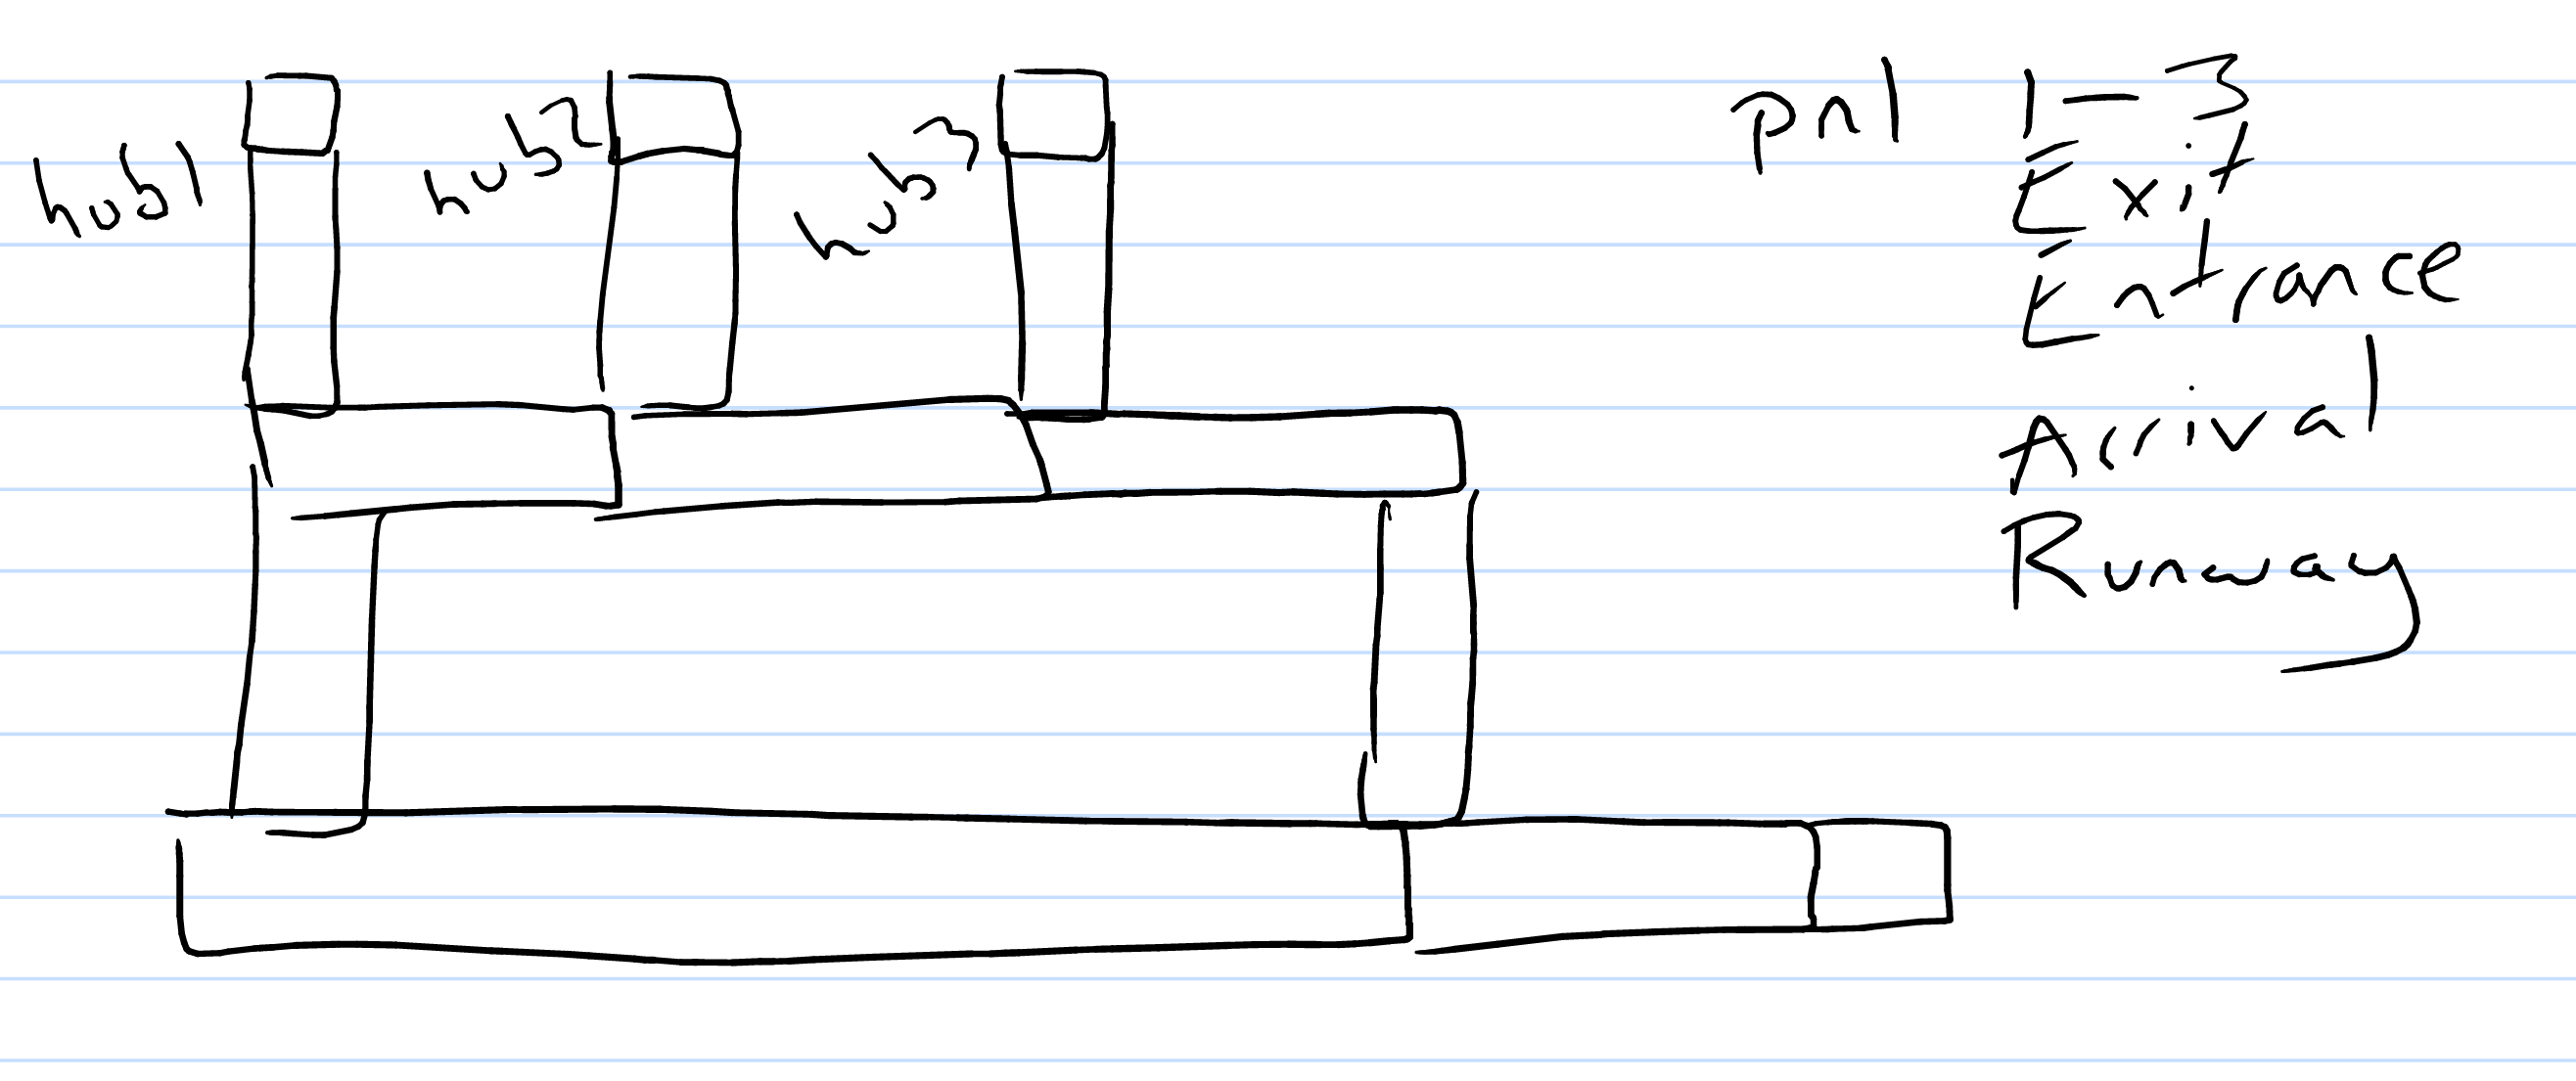 hub1
hub2
hub3
pnl 1-3
Exit
Entrance
Arrival
Runway